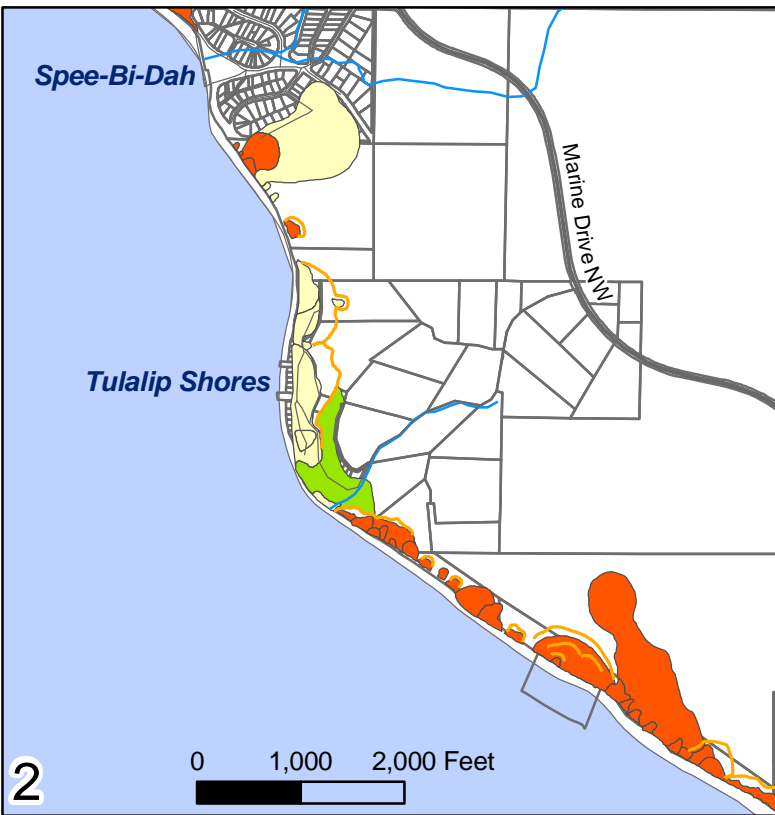 Spee-Bi-Dah
Marine Drive NW
Tulalip Shores
0 1,000 2,000 Feet
2